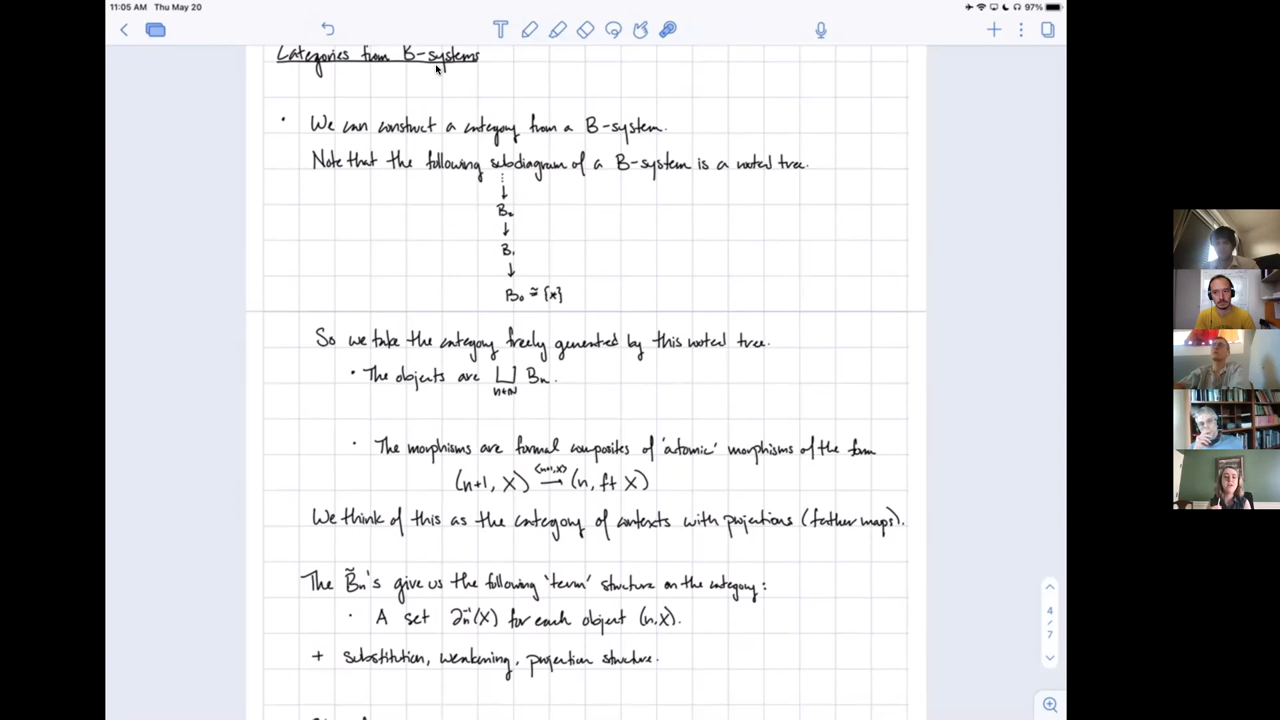 11:05 AM Thu May 20
97%
Categories from B-systems
· We can construct a category from a B-system.
Note that the following subdiagram of a B-system is a rooted tree.
⋮
↓
B₂
↓
B₁
↓
B₀ ≅ {*}
So we take the category freely generated by this rooted tree.
· The objects are ⊔ Bn.
n∈N
· The morphisms are formal composites of 'atomic' morphisms of the form
(n+1, X) →^(n+1,X) (n, ft X)
We think of this as the category of contexts with projections (father maps).
The B̃n's give us the following 'term' structure on the category:
· A set ∂n⁻¹(X) for each object (n,X).
+ substitution, weakening, projection structure.
4
/
7